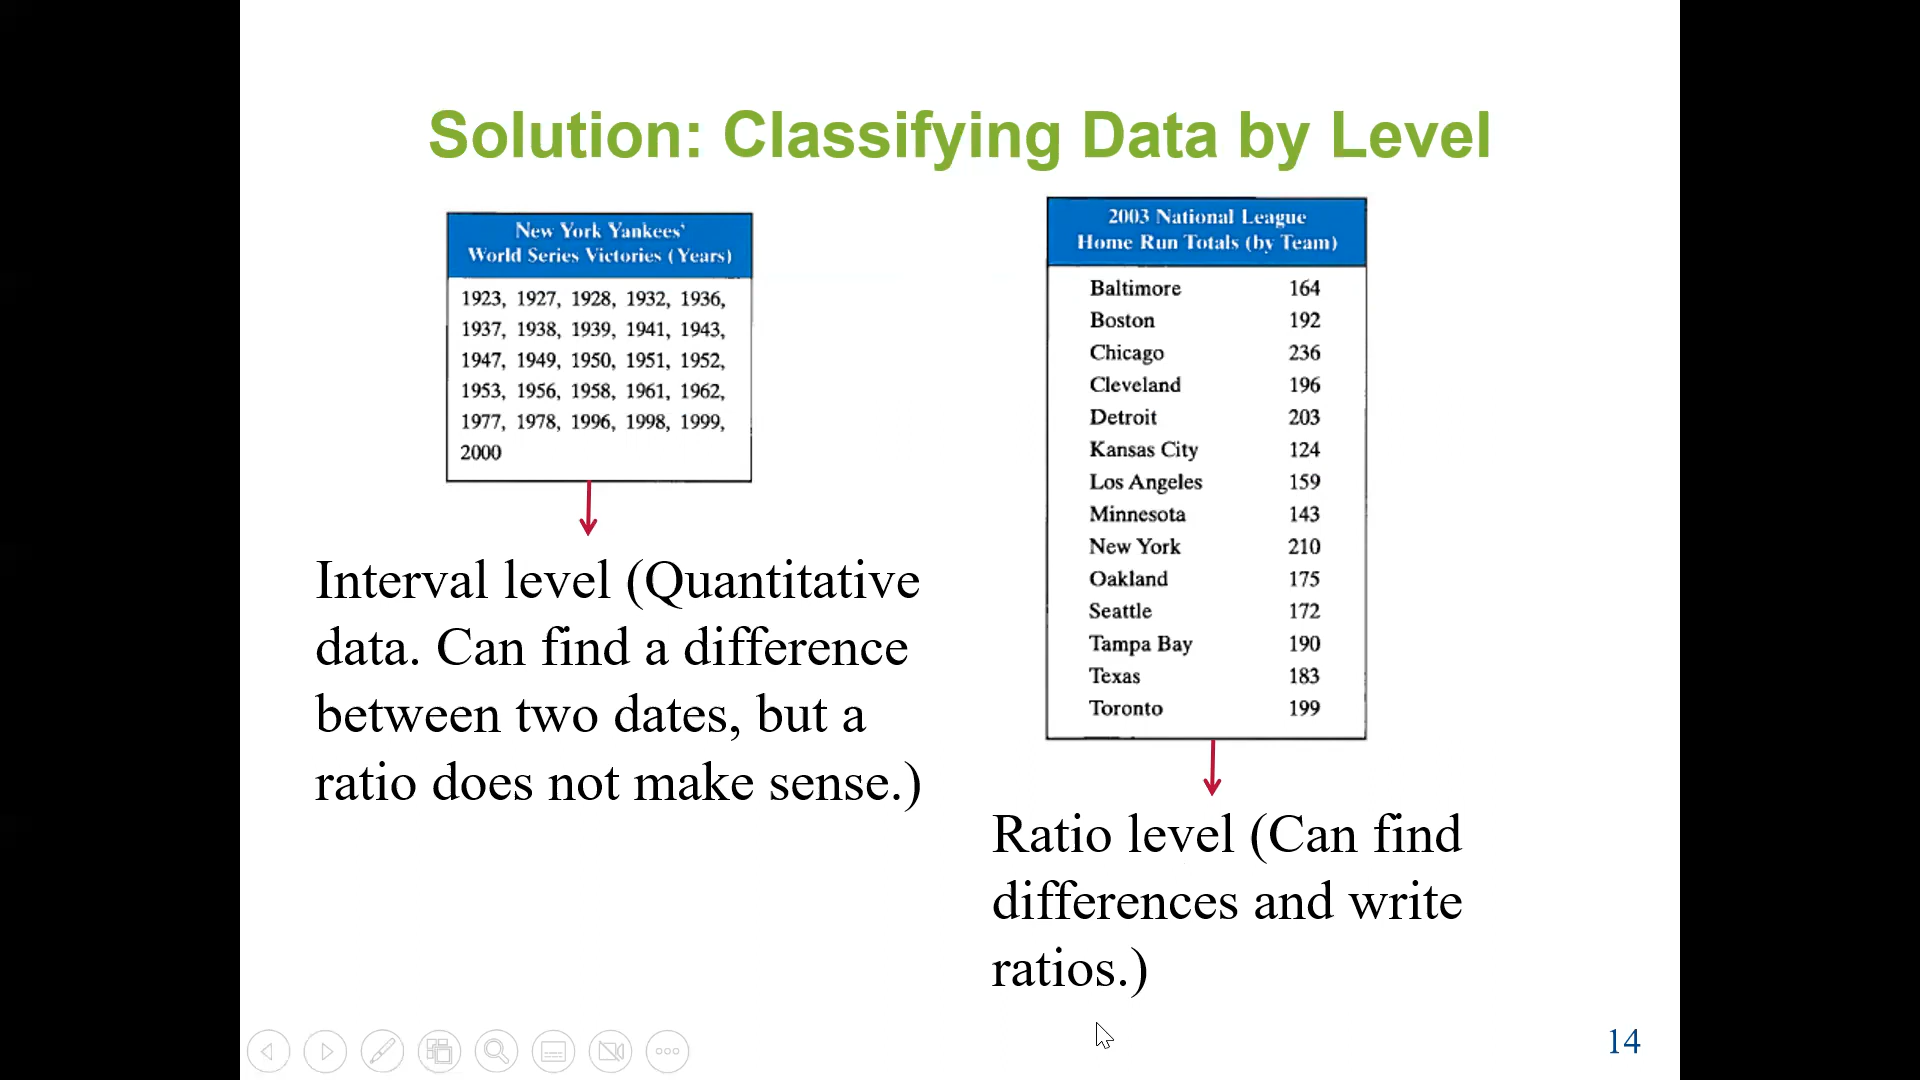 Solution: Classifying Data by Level
New York Yankees'
World Series Victories (Years)
1923, 1927, 1928, 1932, 1936,
1937, 1938, 1939, 1941, 1943,
1947, 1949, 1950, 1951, 1952,
1953, 1956, 1958, 1961, 1962,
1977, 1978, 1996, 1998, 1999,
2000
Interval level (Quantitative
data. Can find a difference
between two dates, but a
ratio does not make sense.)
2003 National League
Home Run Totals (by Team)
Baltimore 164
Boston 192
Chicago 236
Cleveland 196
Detroit 203
Kansas City 124
Los Angeles 159
Minnesota 143
New York 210
Oakland 175
Seattle 172
Tampa Bay 190
Texas 183
Toronto 199
Ratio level (Can find
differences and write
ratios.)
14